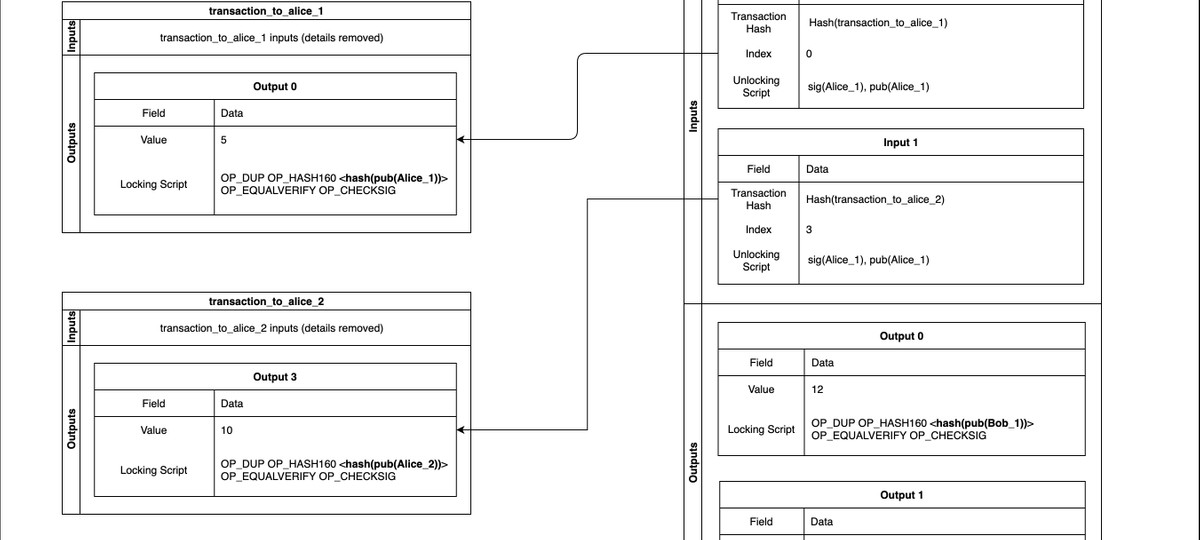 transaction_to_alice_1
Inputs
transaction_to_alice_1 inputs (details removed)
Outputs
Output 0
Field
Data
Value
5
Locking Script
OP_DUP OP_HASH160 <hash(pub(Alice_1))>
OP_EQUALVERIFY OP_CHECKSIG
transaction_to_alice_2
Inputs
transaction_to_alice_2 inputs (details removed)
Outputs
Output 3
Field
Data
Value
10
Locking Script
OP_DUP OP_HASH160 <hash(pub(Alice_2))>
OP_EQUALVERIFY OP_CHECKSIG
Inputs
Transaction
Hash
Hash(transaction_to_alice_1)
Index
0
Unlocking
Script
sig(Alice_1), pub(Alice_1)
Input 1
Field
Data
Transaction
Hash
Hash(transaction_to_alice_2)
Index
3
Unlocking
Script
sig(Alice_1), pub(Alice_1)
Outputs
Output 0
Field
Data
Value
12
Locking Script
OP_DUP OP_HASH160 <hash(pub(Bob_1))>
OP_EQUALVERIFY OP_CHECKSIG
Output 1
Field
Data